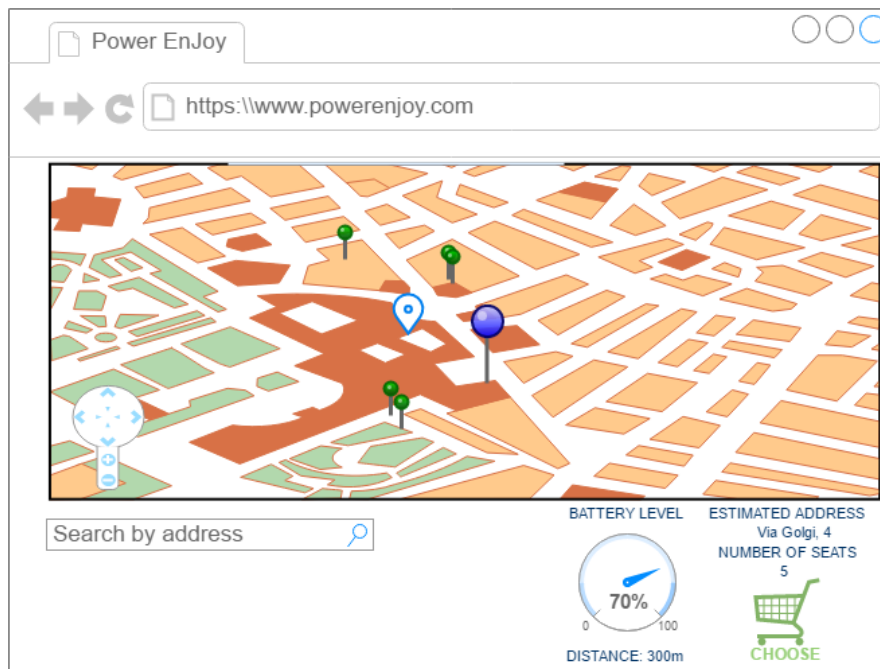 Power EnJoy
https:\\www.powerenjoy.com
Search by address
BATTERY LEVEL
70%
0
100
DISTANCE: 300m
ESTIMATED ADDRESS
Via Golgi, 4
NUMBER OF SEATS
5
CHOOSE